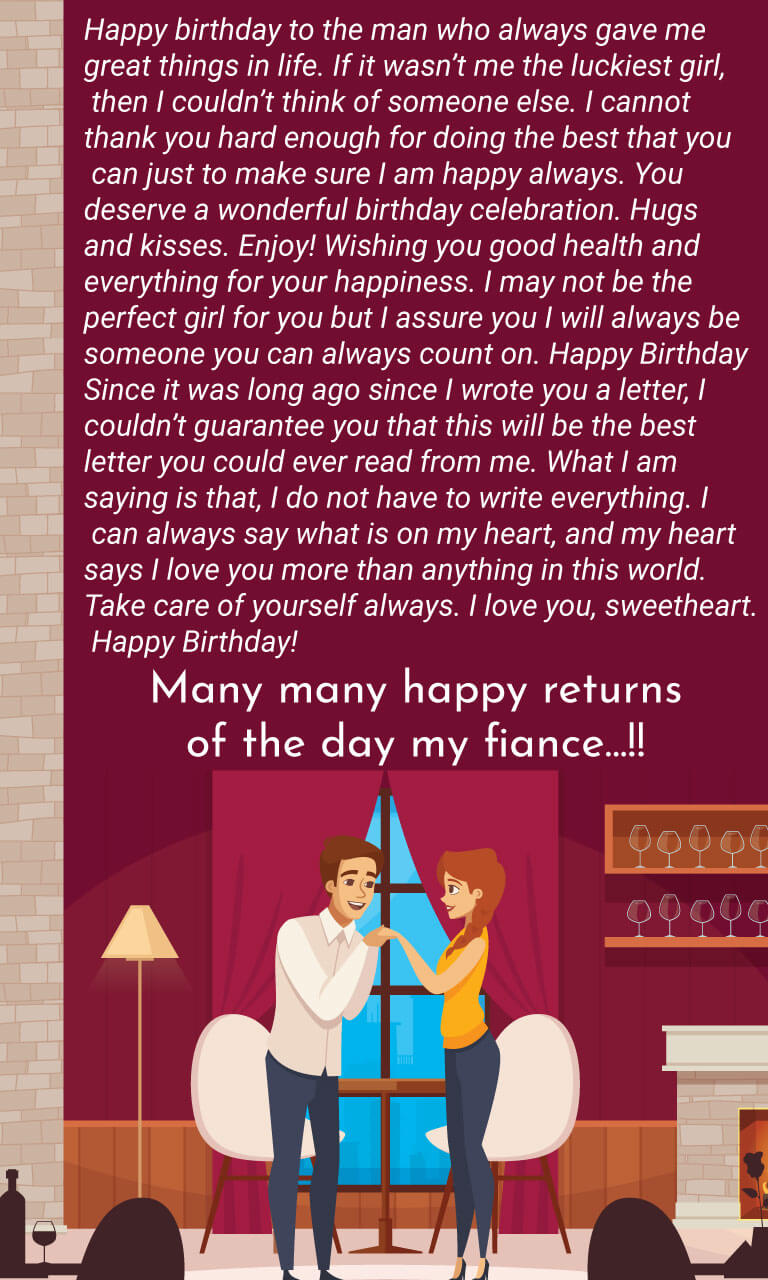 Happy birthday to the man who always gave me
great things in life. If it wasn’t me the luckiest girl,
then I couldn’t think of someone else. I cannot
thank you hard enough for doing the best that you
can just to make sure I am happy always. You
deserve a wonderful birthday celebration. Hugs
and kisses. Enjoy! Wishing you good health and
everything for your happiness. I may not be the
perfect girl for you but I assure you I will always be
someone you can always count on. Happy Birthday
Since it was long ago since I wrote you a letter, I
couldn’t guarantee you that this will be the best
letter you could ever read from me. What I am
saying is that, I do not have to write everything. I
can always say what is on my heart, and my heart
says I love you more than anything in this world.
Take care of yourself always. I love you, sweetheart.
Happy Birthday!
Many many happy returns
of the day my fiance...!!